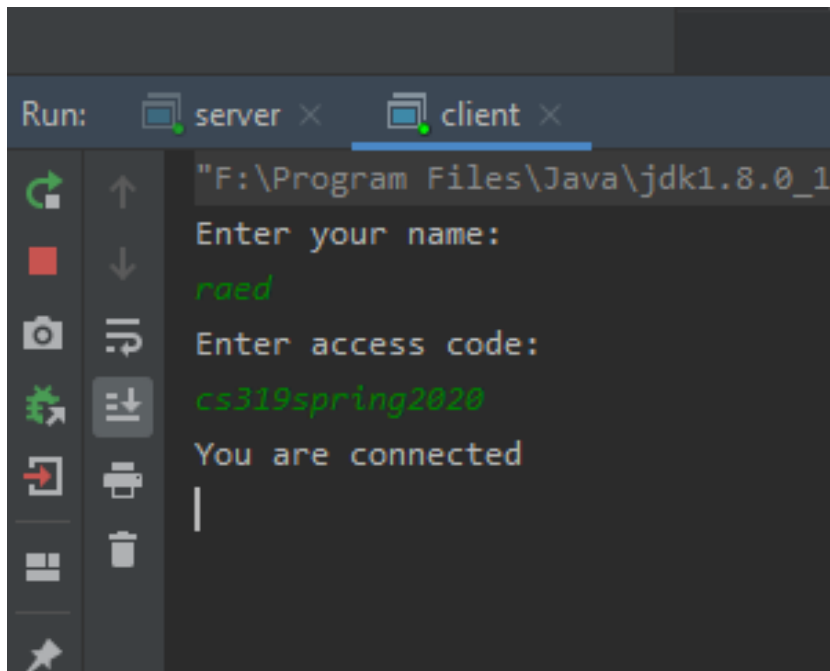 Run: server client
"F:\Program Files\Java\jdk1.8.0_1
Enter your name:
raed
Enter access code:
cs319spring2020
You are connected